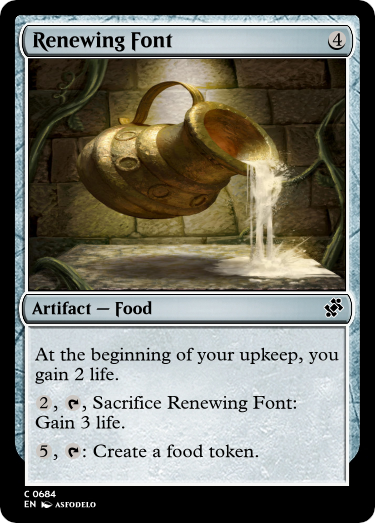 Renewing Font 4
Artifact — Food
At the beginning of your upkeep, you
gain 2 life.
2, , Sacrifice Renewing Font:
Gain 3 life.
5, : Create a food token.
C 0684
EN ASFODELO